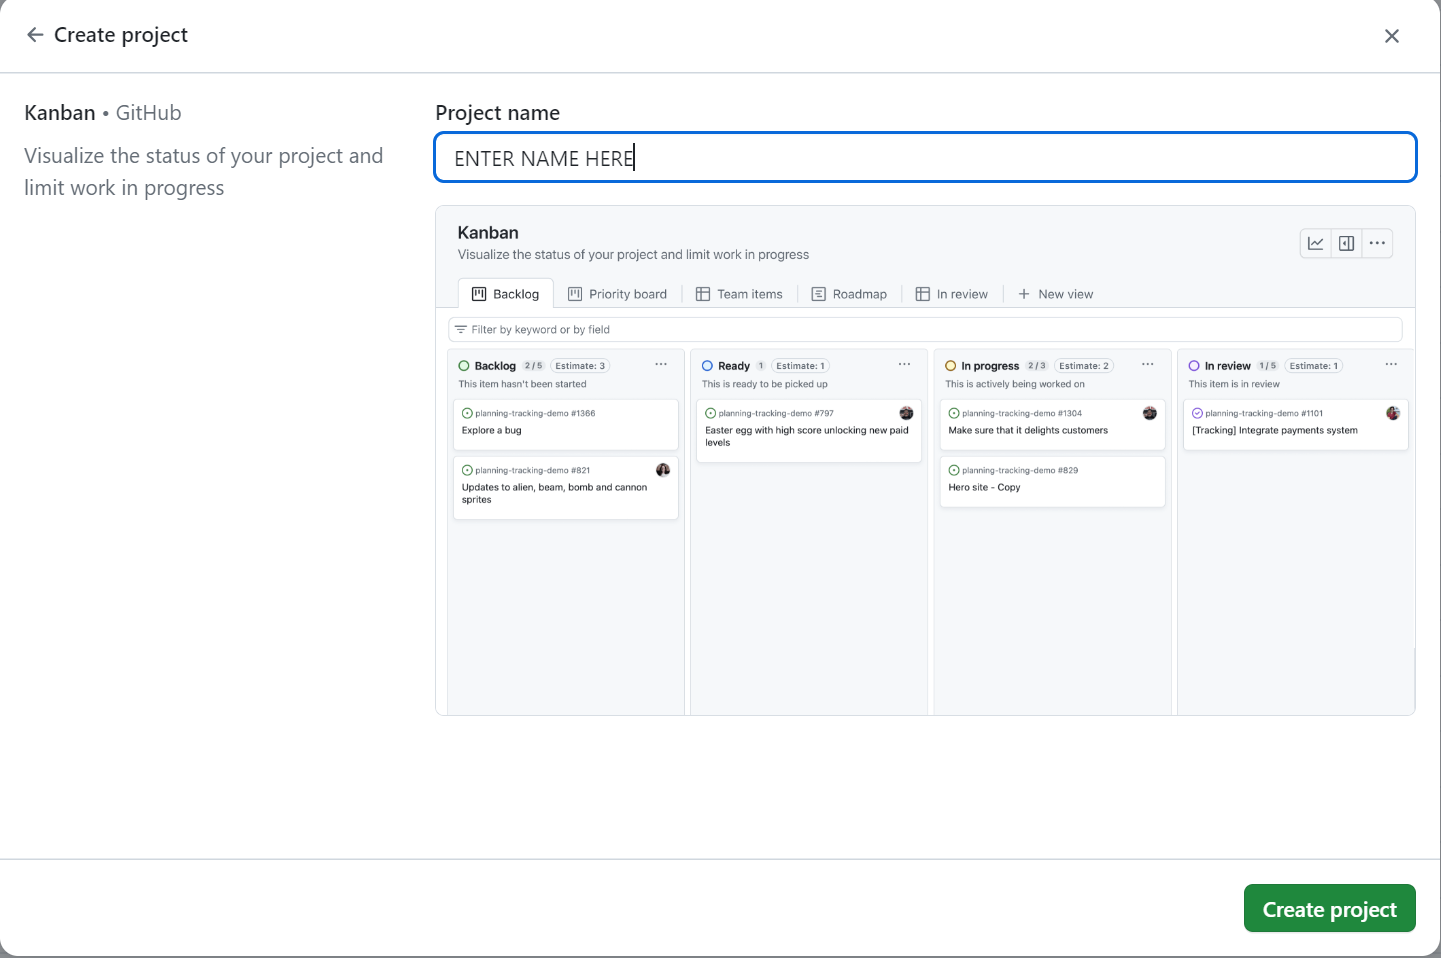 Create project
Kanban • GitHub
Visualize the status of your project and
limit work in progress
Project name
ENTER NAME HERE
Kanban
Visualize the status of your project and limit work in progress
Backlog
Priority board
Team items
Roadmap
In review
New view
Filter by keyword or by field
Backlog 2 / 5 Estimate: 3
This item hasn't been started
planning-tracking-demo #1366
Explore a bug
planning-tracking-demo #821
Updates to alien, beam, bomb and cannon
sprites
Ready 1 Estimate: 1
This is ready to be picked up
planning-tracking-demo #797
Easter egg with high score unlocking new paid
levels
In progress 2 / 3 Estimate: 2
This is actively being worked on
planning-tracking-demo #1304
Make sure that it delights customers
planning-tracking-demo #829
Hero site - Copy
In review 1 / 5 Estimate: 1
This item is in review
planning-tracking-demo #1101
[Tracking] Integrate payments system
Create project